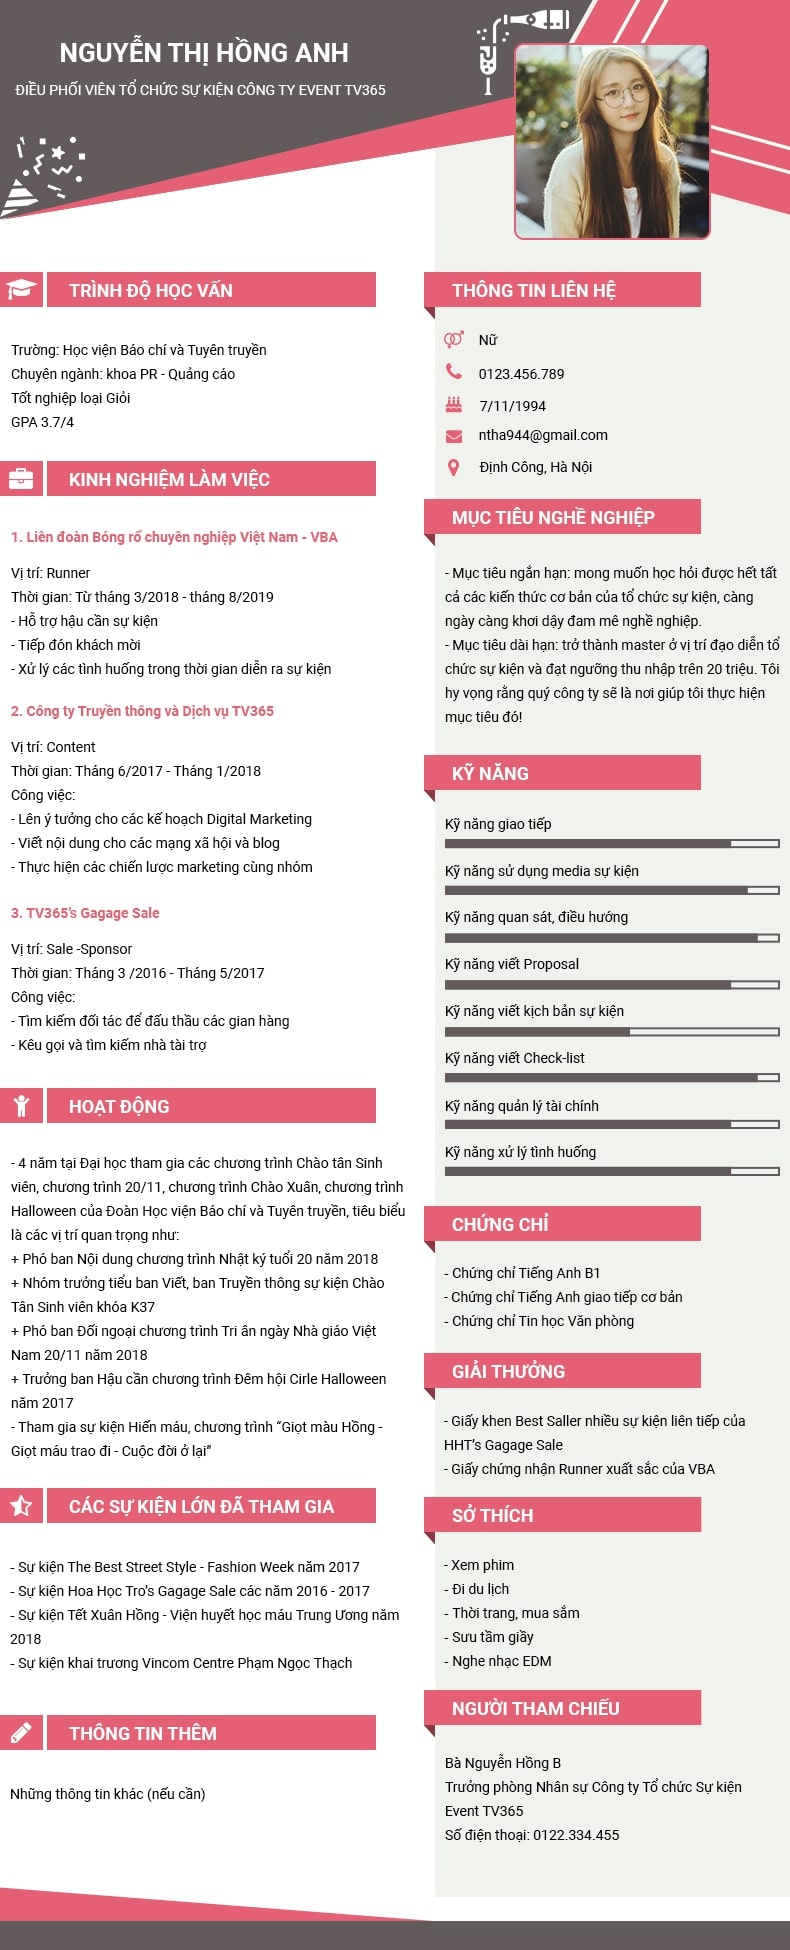 NGUYỄN THỊ HỒNG ANH
ĐIỀU PHỐI VIÊN TỔ CHỨC SỰ KIỆN CÔNG TY EVENT TV365
TRÌNH ĐỘ HỌC VẤN
Trường: Học viện Báo chí và Tuyên truyền
Chuyên ngành: khoa PR - Quảng cáo
Tốt nghiệp loại Giỏi
GPA 3.7/4
KINH NGHIỆM LÀM VIỆC
1. Liên đoàn Bóng rổ chuyên nghiệp Việt Nam - VBA
Vị trí: Runner
Thời gian: Từ tháng 3/2018 - tháng 8/2019
- Hỗ trợ hậu cần sự kiện
- Tiếp đón khách mời
- Xử lý các tình huống trong thời gian diễn ra sự kiện
2. Công ty Truyền thông và Dịch vụ TV365
Vị trí: Content
Thời gian: Tháng 6/2017 - Tháng 1/2018
Công việc:
- Lên ý tưởng cho các kế hoạch Digital Marketing
- Viết nội dung cho các mạng xã hội và blog
- Thực hiện các chiến lược marketing cùng nhóm
3. TV365’s Gagage Sale
Vị trí: Sale -Sponsor
Thời gian: Tháng 3 /2016 - Tháng 5/2017
Công việc:
- Tìm kiếm đối tác để đấu thầu các gian hàng
- Kêu gọi và tìm kiếm nhà tài trợ
HOẠT ĐỘNG
- 4 năm tại Đại học tham gia các chương trình Chào tân Sinh
viên, chương trình 20/11, chương trình Chào Xuân, chương trình
Halloween của Đoàn Học viện Báo chí và Tuyên truyền, tiêu biểu
là các vị trí quan trọng như:
+ Phó ban Nội dung chương trình Nhật ký tuổi 20 năm 2018
+ Nhóm trưởng tiểu ban Viết, ban Truyền thông sự kiện Chào
Tân Sinh viên khóa K37
+ Phó ban Đối ngoại chương trình Tri ân ngày Nhà giáo Việt
Nam 20/11 năm 2018
+ Trưởng ban Hậu cần chương trình Đêm hội Cirle Halloween
năm 2017
- Tham gia sự kiện Hiến máu, chương trình “Giọt màu Hồng -
Giọt máu trao đi - Cuộc đời ở lại”
CÁC SỰ KIỆN LỚN ĐÃ THAM GIA
- Sự kiện The Best Street Style - Fashion Week năm 2017
- Sự kiện Hoa Học Tro’s Gagage Sale các năm 2016 - 2017
- Sự kiện Tết Xuân Hồng - Viện huyết học máu Trung Ương năm
2018
- Sự kiện khai trương Vincom Centre Phạm Ngọc Thạch
THÔNG TIN THÊM
Những thông tin khác (nếu cần)
THÔNG TIN LIÊN HỆ
Nữ
0123.456.789
7/11/1994
ntha944@gmail.com
Định Công, Hà Nội
MỤC TIÊU NGHỀ NGHIỆP
- Mục tiêu ngắn hạn: mong muốn học hỏi được hết tất
cả các kiến thức cơ bản của tổ chức sự kiện, càng
ngày càng khơi dậy đam mê nghề nghiệp.
- Mục tiêu dài hạn: trở thành master ở vị trí đạo diễn tổ
chức sự kiện và đạt ngưỡng thu nhập trên 20 triệu. Tôi
hy vọng rằng quý công ty sẽ là nơi giúp tôi thực hiện
mục tiêu đó!
KỸ NĂNG
Kỹ năng giao tiếp
Kỹ năng sử dụng media sự kiện
Kỹ năng quan sát, điều hướng
Kỹ năng viết Proposal
Kỹ năng viết kịch bản sự kiện
Kỹ năng viết Check-list
Kỹ năng quản lý tài chính
Kỹ năng xử lý tình huống
CHỨNG CHỈ
- Chứng chỉ Tiếng Anh B1
- Chứng chỉ Tiếng Anh giao tiếp cơ bản
- Chứng chỉ Tin học Văn phòng
GIẢI THƯỞNG
- Giấy khen Best Saller nhiều sự kiện liên tiếp của
HHT’s Gagage Sale
- Giấy chứng nhận Runner xuất sắc của VBA
SỞ THÍCH
- Xem phim
- Đi du lịch
- Thời trang, mua sắm
- Sưu tầm giầy
- Nghe nhạc EDM
NGƯỜI THAM CHIẾU
Bà Nguyễn Hồng B
Trưởng phòng Nhân sự Công ty Tổ chức Sự kiện
Event TV365
Số điện thoại: 0122.334.455